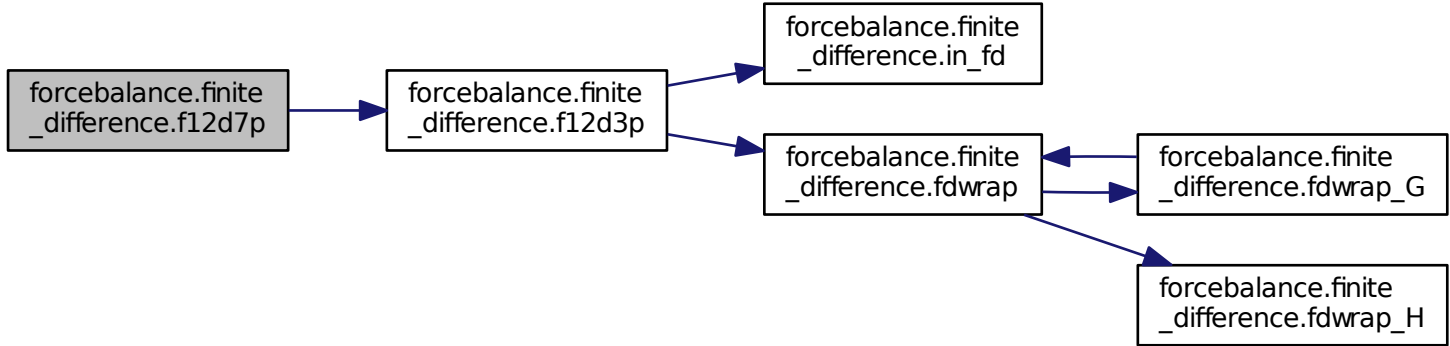 forcebalance.finite
_difference.f12d7p
forcebalance.finite
_difference.f12d3p
forcebalance.finite
_difference.in_fd
forcebalance.finite
_difference.fdwrap
forcebalance.finite
_difference.fdwrap_G
forcebalance.finite
_difference.fdwrap_H